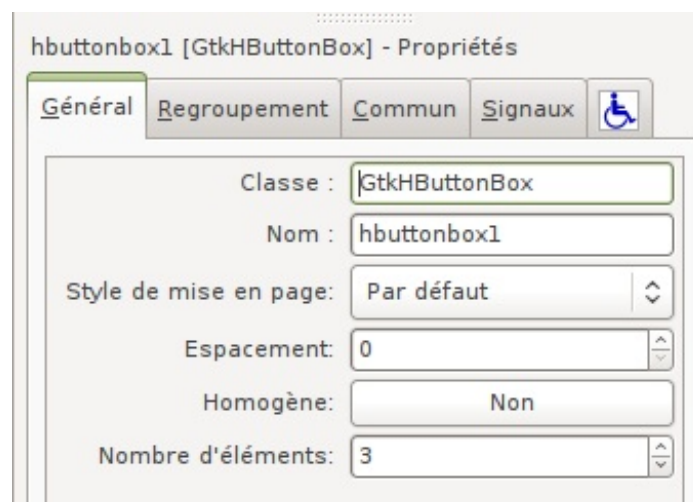 hbuttonbox1 [GtkHButtonBox] - Propriétés
Général Regroupement Commun Signaux
Classe : GtkHButtonBox
Nom : hbuttonbox1
Style de mise en page: Par défaut
Espacement: 0
Homogène: Non
Nombre d'éléments: 3